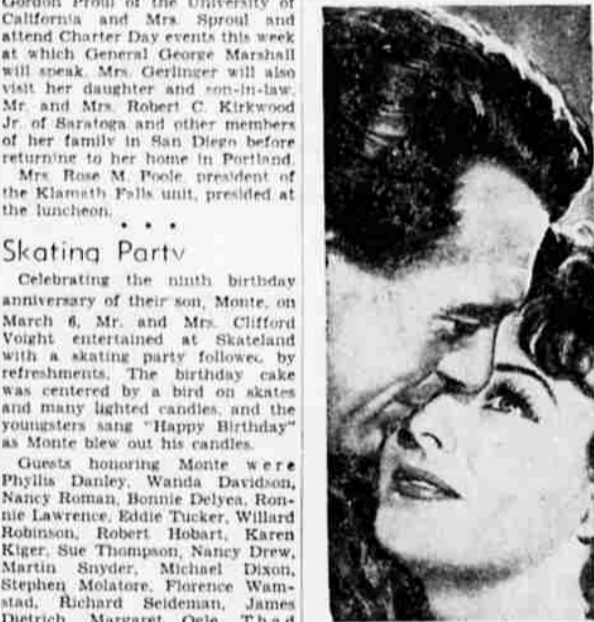 Gordon Proul of the University of
California and Mrs. Sproul and
attend Charter Day events this week
at which General George Marshall
will speak. Mrs. Gerlinger will also
visit her daughter and son-in-law,
Mr. and Mrs. Robert C. Kirkwood
Jr. of Saratoga and other members
of her family in San Diego before
returning to her home in Portland.
Mrs. Rose M. Poole, president of
the Klamath Falls unit, presided at
the luncheon.
• • •
Skating Party
Celebrating the ninth birthday
anniversary of their son, Monte, on
March 6, Mr. and Mrs. Clifford
Voight entertained at Skateland
with a skating party followed by
refreshments. The birthday cake
was centered by a bird on skates
and many lighted candles, and the
youngsters sang "Happy Birthday"
as Monte blew out his candles.
Guests honoring Monte were
Phyllis Danley, Wanda Davidson,
Nancy Roman, Bonnie Delyea, Ron-
nie Lawrence, Eddie Tucker, Willard
Robinson, Robert Hobart, Karen
Kiger, Sue Thompson, Nancy Drew,
Martin Snyder, Michael Dixon,
Stephen Molatore, Florence Wam-
stad, Richard Seideman, James
Dietrich, Margaret Ogle, Thad